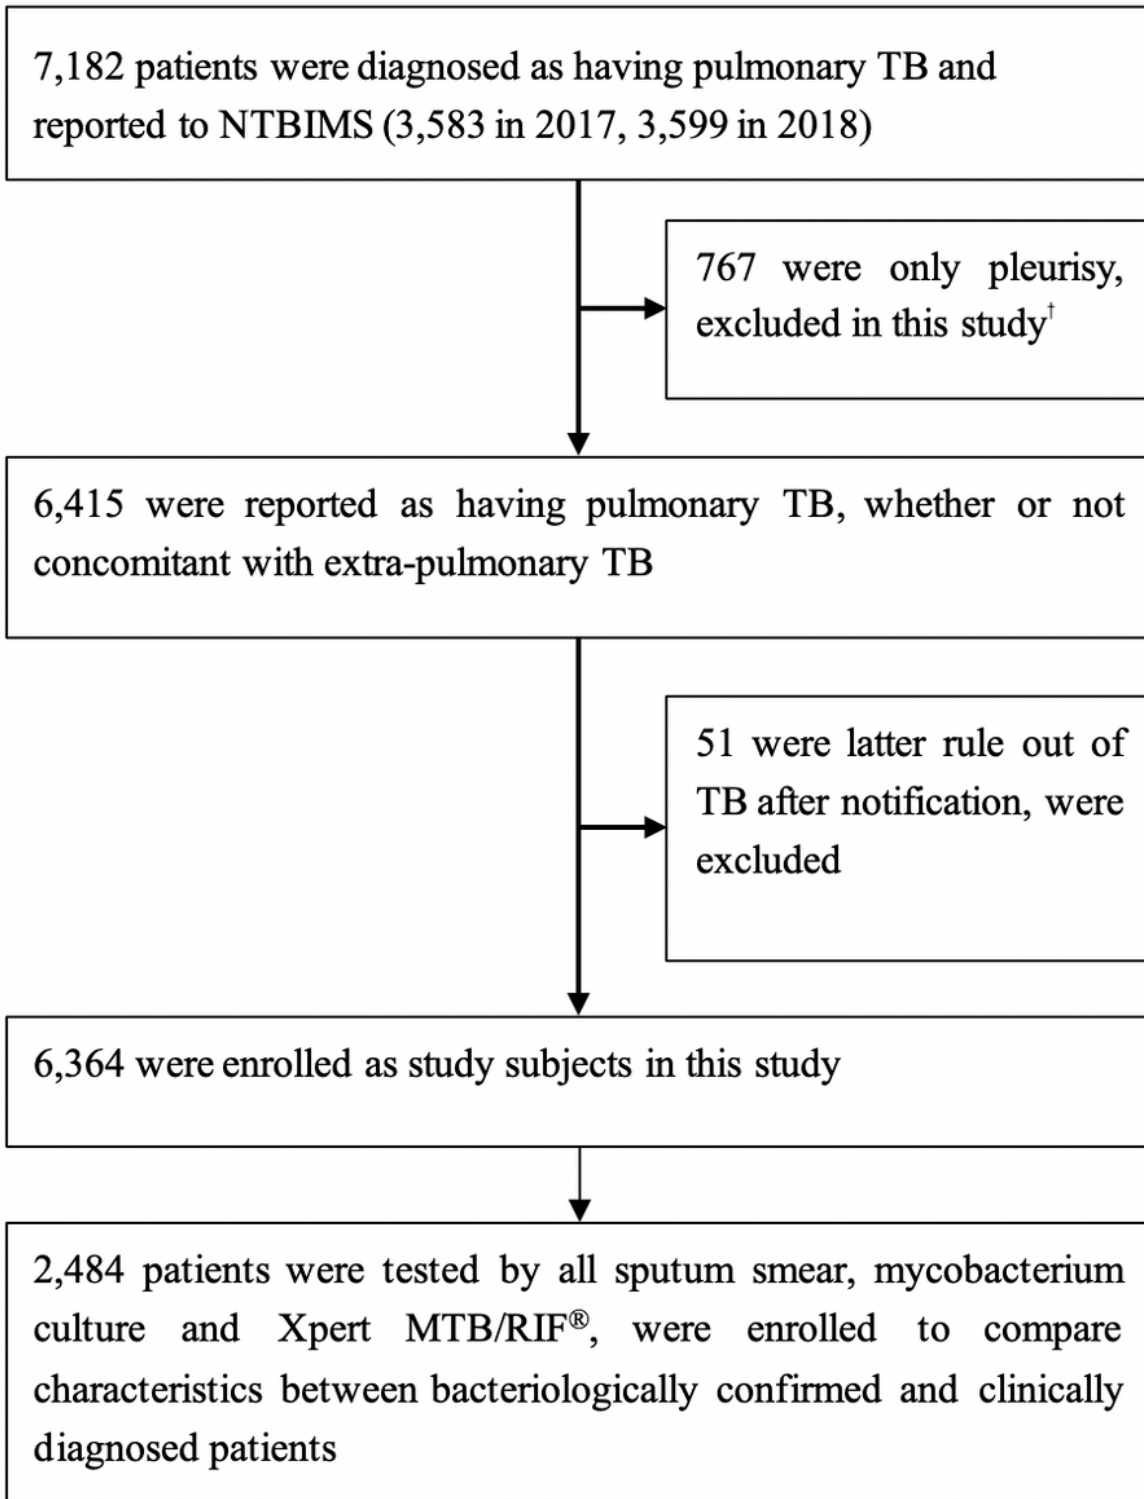 7,182 patients were diagnosed as having pulmonary TB and
reported to NTBIMS (3,583 in 2017, 3,599 in 2018)
767 were only pleurisy,
excluded in this study†
6,415 were reported as having pulmonary TB, whether or not
concomitant with extra-pulmonary TB
51 were latter rule out of
TB after notification, were
excluded
6,364 were enrolled as study subjects in this study
2,484 patients were tested by all sputum smear, mycobacterium
culture and Xpert MTB/RIF®, were enrolled to compare
characteristics between bacteriologically confirmed and clinically
diagnosed patients